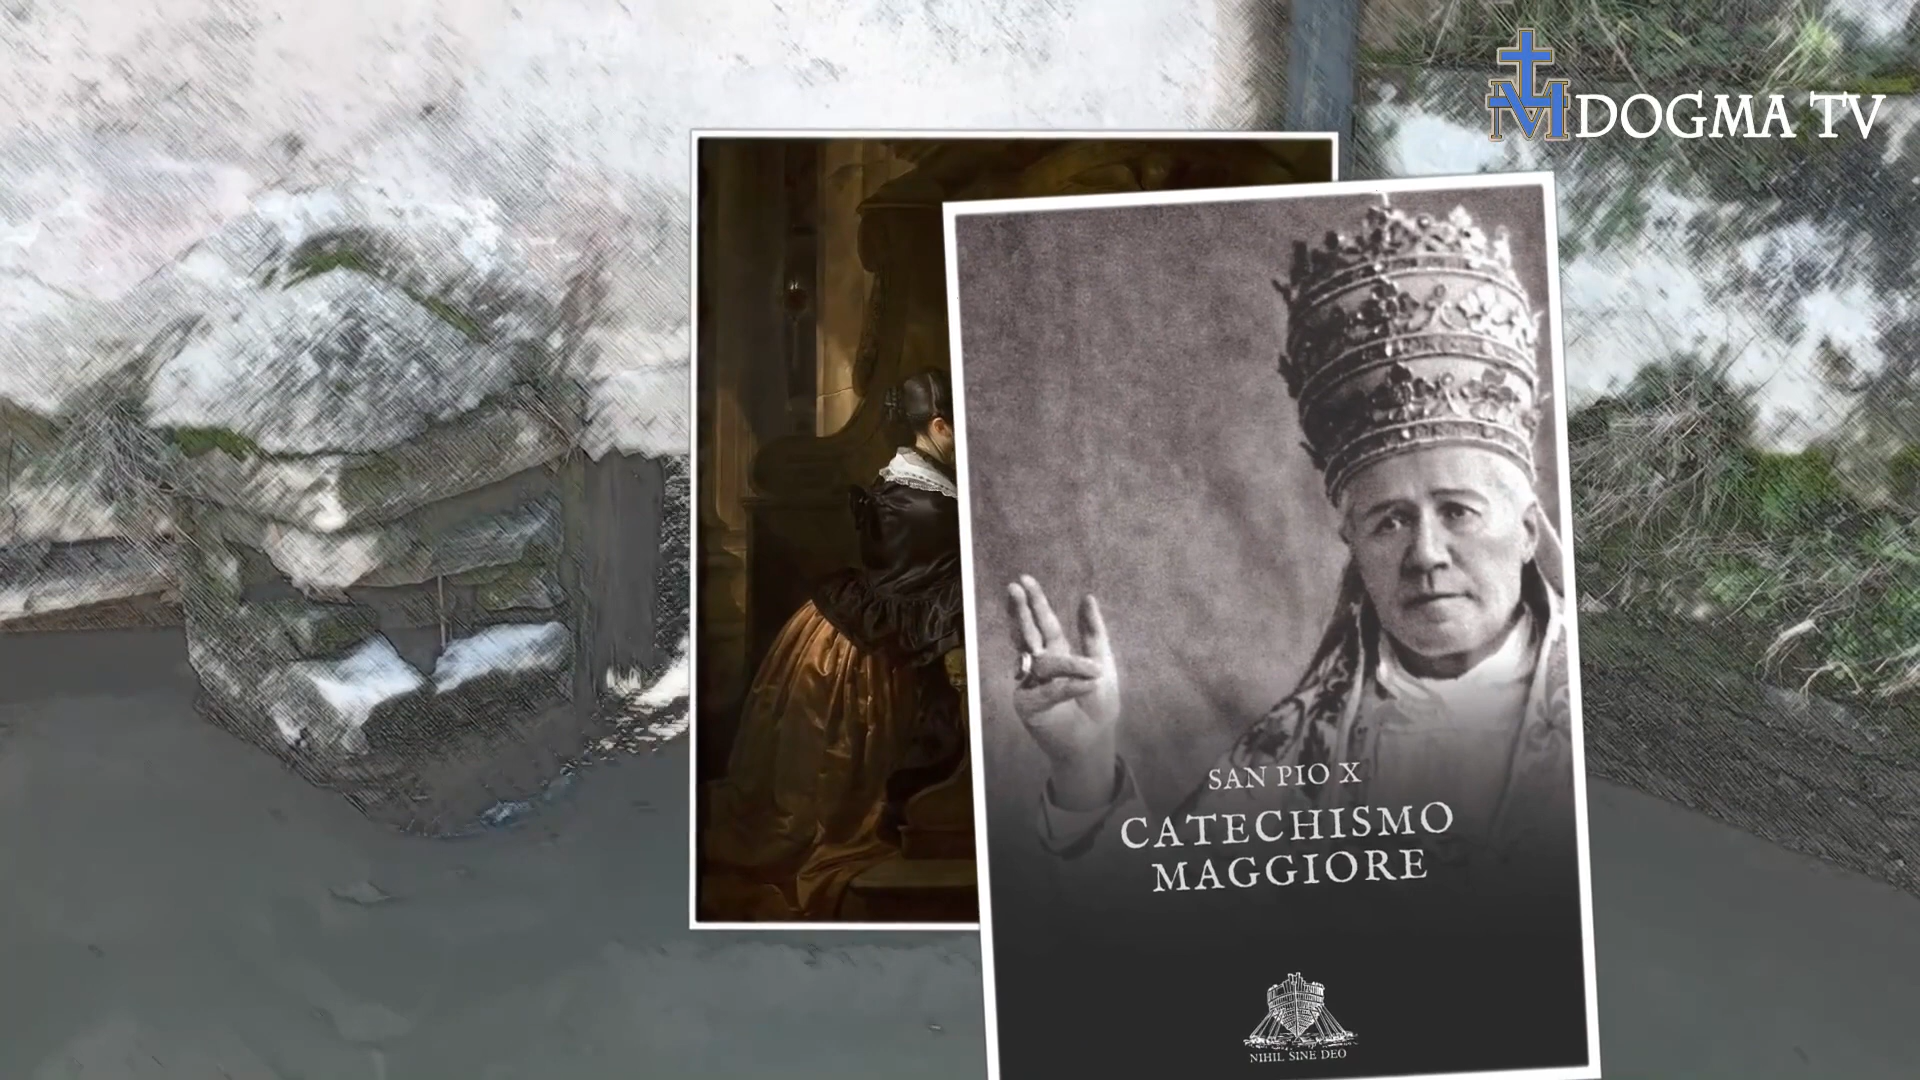 DOGMA TV
SAN PIO X
CATECHISMO
MAGGIORE
NIHIL SINE DEO